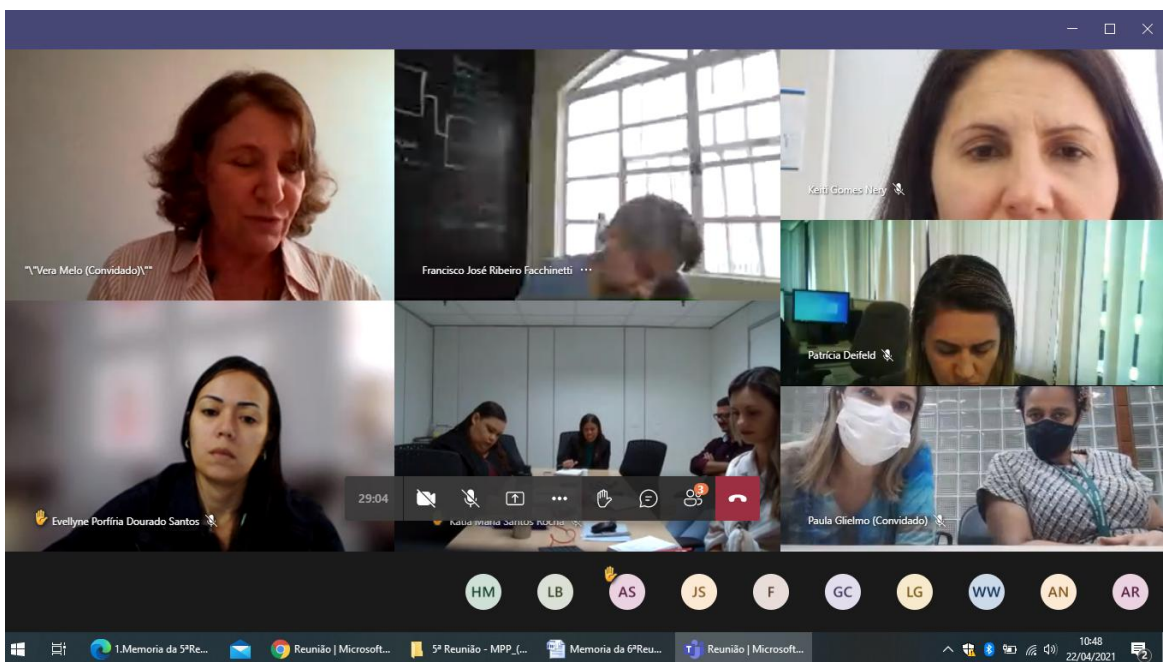 "\"Vera Melo (Convidado)\""
Francisco José Ribeiro Facchinetti ...
Keiti Gomes Nery
Patrícia Deifeld
Evellyne Porfíria Dourado Santos
29:04
3
Katia Maria Santos Rocha
Paula Glielmo (Convidado)
HM LB AS JS F GC LG WW AN AR
1.Memoria da 5ªRe...
Reunião | Microsoft...
5ª Reunião - MPP_(...
Memoria da 6ªReu...
Reunião | Microsoft...
10:48
22/04/2021
2